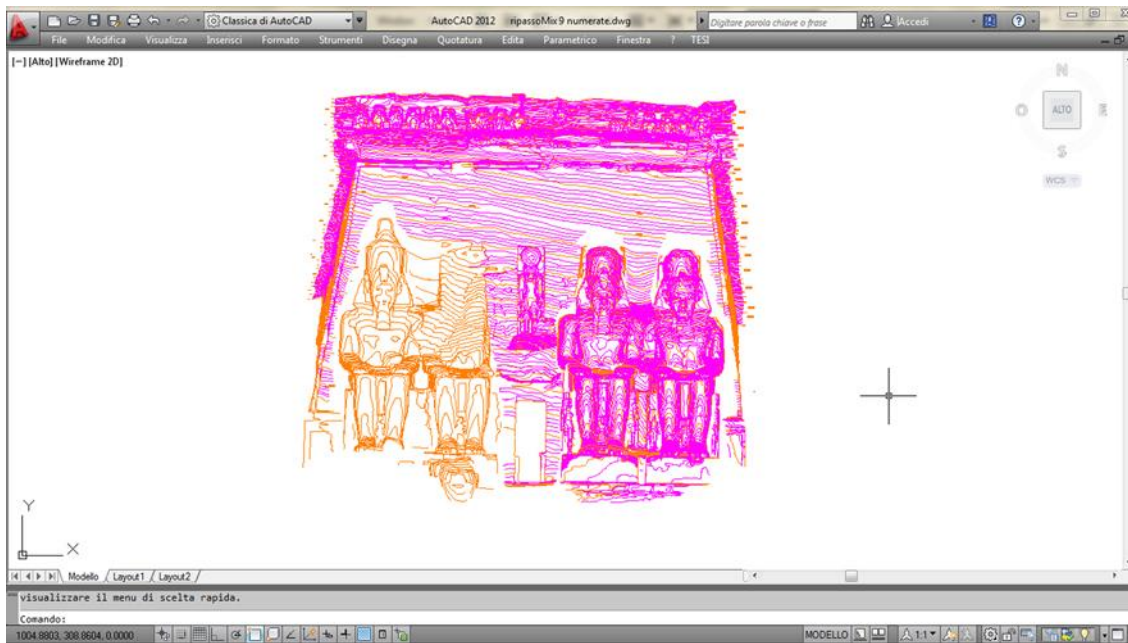 Classica di AutoCAD AutoCAD 2012 ripassoMix 9 numerate.dwg Digitare parola chiave o frase Accedi
File Modifica Visualizza Inserisci Formato Strumenti Disegna Quotatura Edita Parametrico Finestra ? TESI
[−] [Alto] [Wireframe 2D]
N
O ALTO E
S
WCS
Y
X
Modello Layout1 Layout2
visualizzare il menu di scelta rapida.
Comando:
1004.8803, 308.8604, 0.0000 MODELLO 1:1